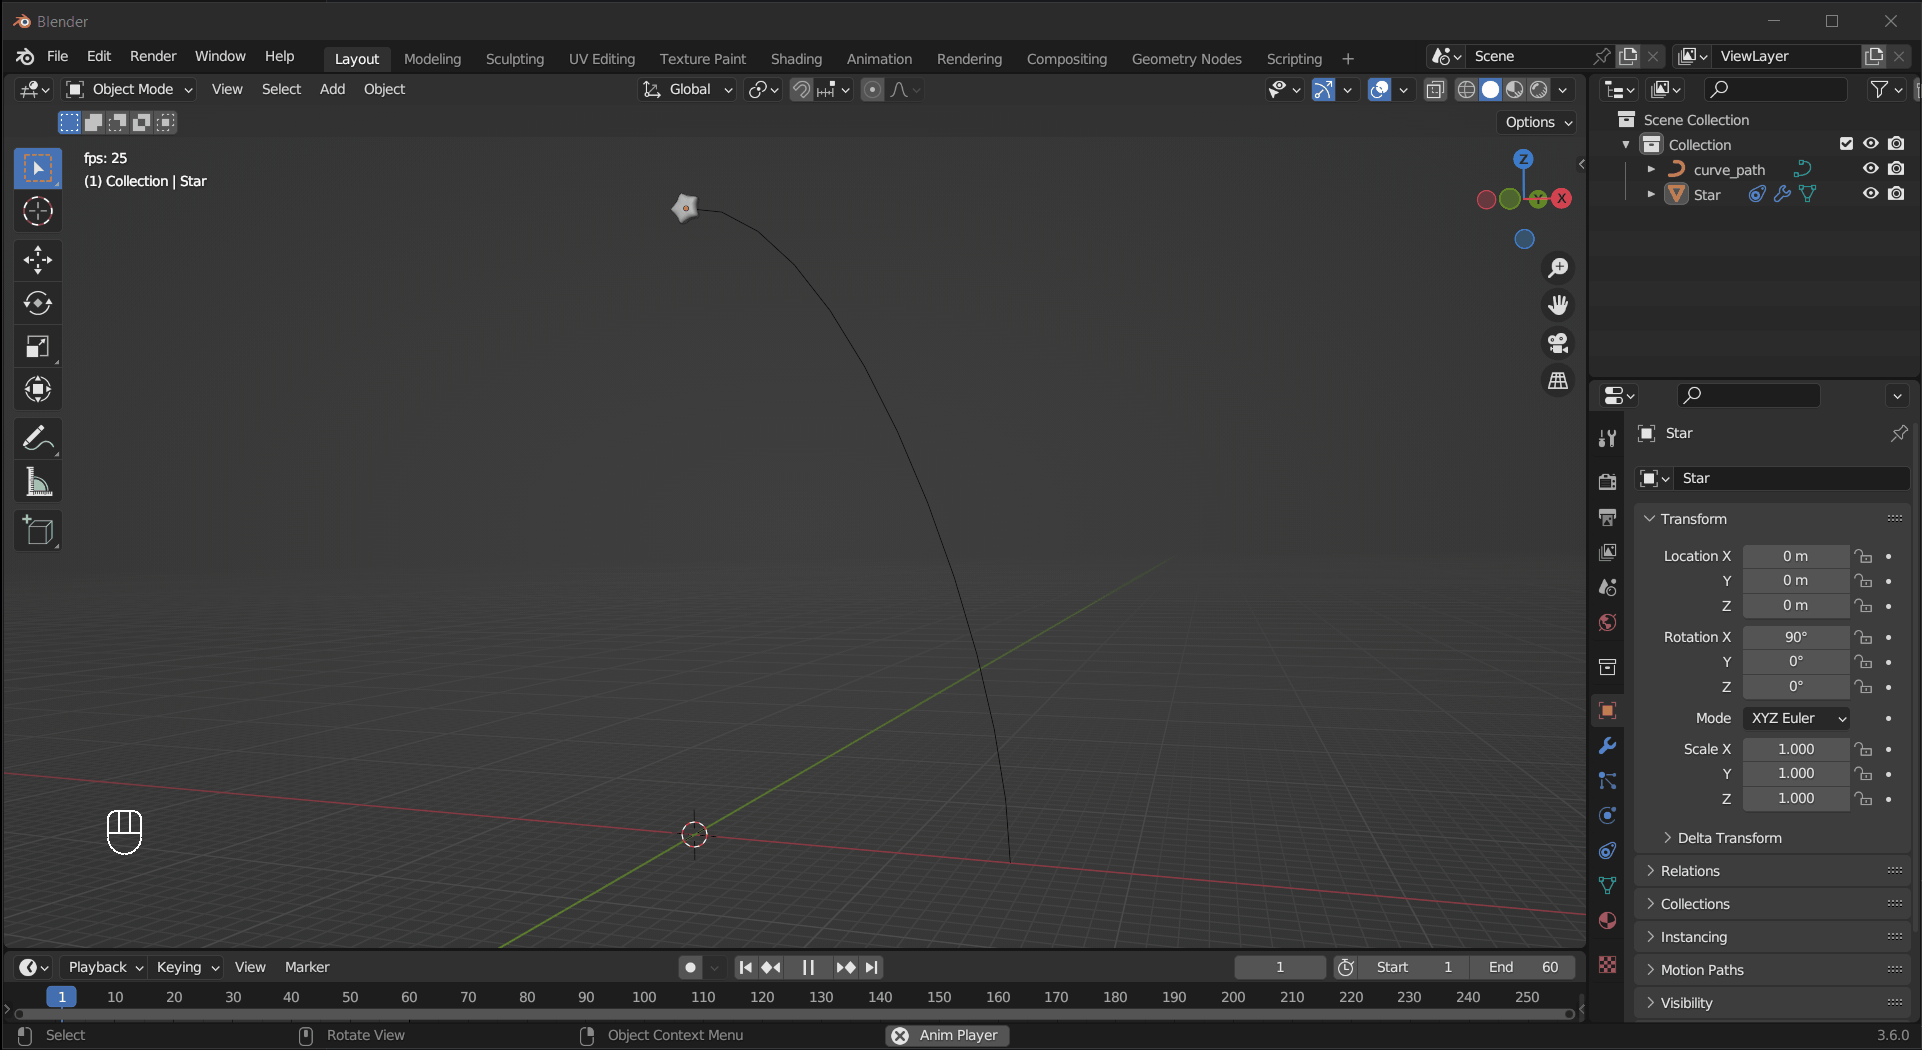 Blender
File Edit Render Window Help Layout Modeling Sculpting UV Editing Texture Paint Shading Animation Rendering Compositing Geometry Nodes Scripting + Scene ViewLayer
Object Mode View Select Add Object Global
Options
fps: 25
(1) Collection | Star
Z
Y
X
Scene Collection
Collection
curve_path
Star
Star
Star
Transform
Location X 0 m
Y 0 m
Z 0 m
Rotation X 90°
Y 0°
Z 0°
Mode XYZ Euler
Scale X 1.000
Y 1.000
Z 1.000
Delta Transform
Relations
Collections
Instancing
Motion Paths
Visibility
Playback Keying View Marker 1 Start 1 End 60
1 10 20 30 40 50 60 70 80 90 100 110 120 130 140 150 160 170 180 190 200 210 220 230 240 250
Select Rotate View Object Context Menu Anim Player 3.6.0